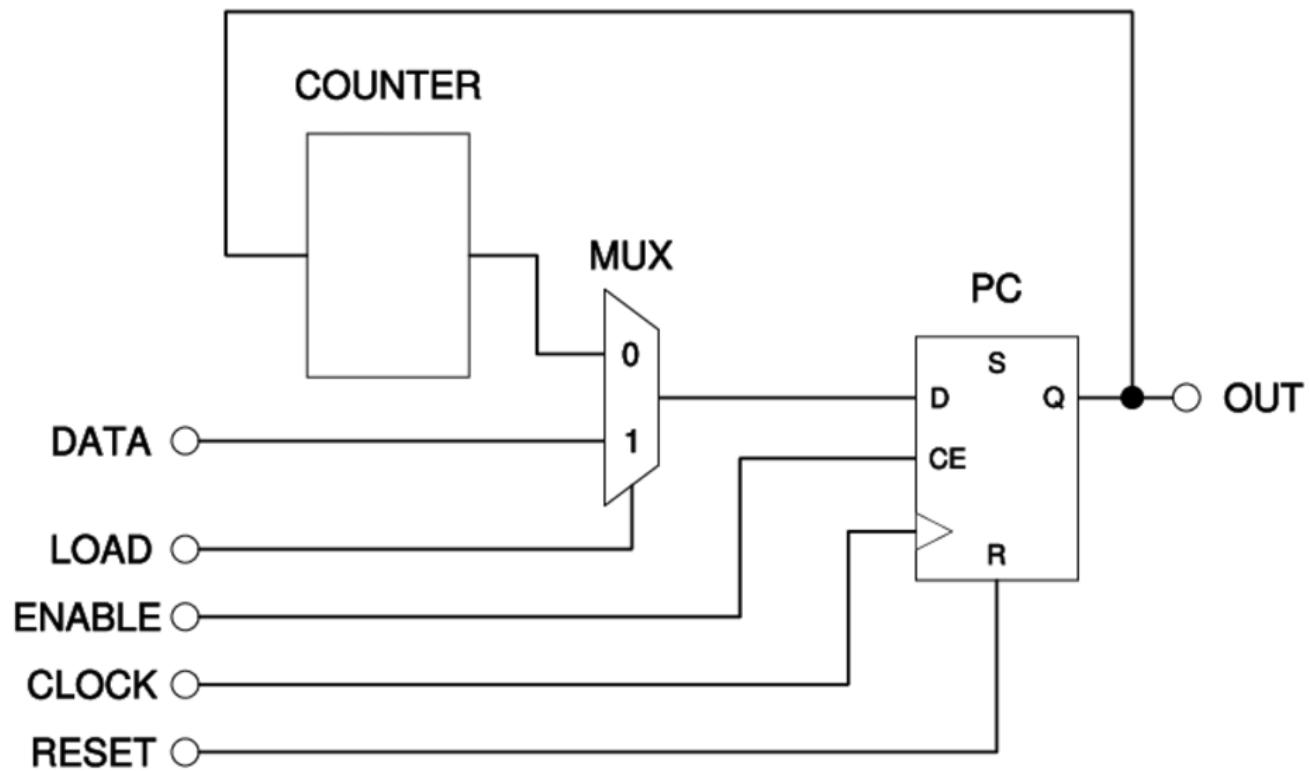 COUNTER
MUX
PC
0
S
D
Q
OUT
DATA
1
CE
LOAD
R
ENABLE
CLOCK
RESET